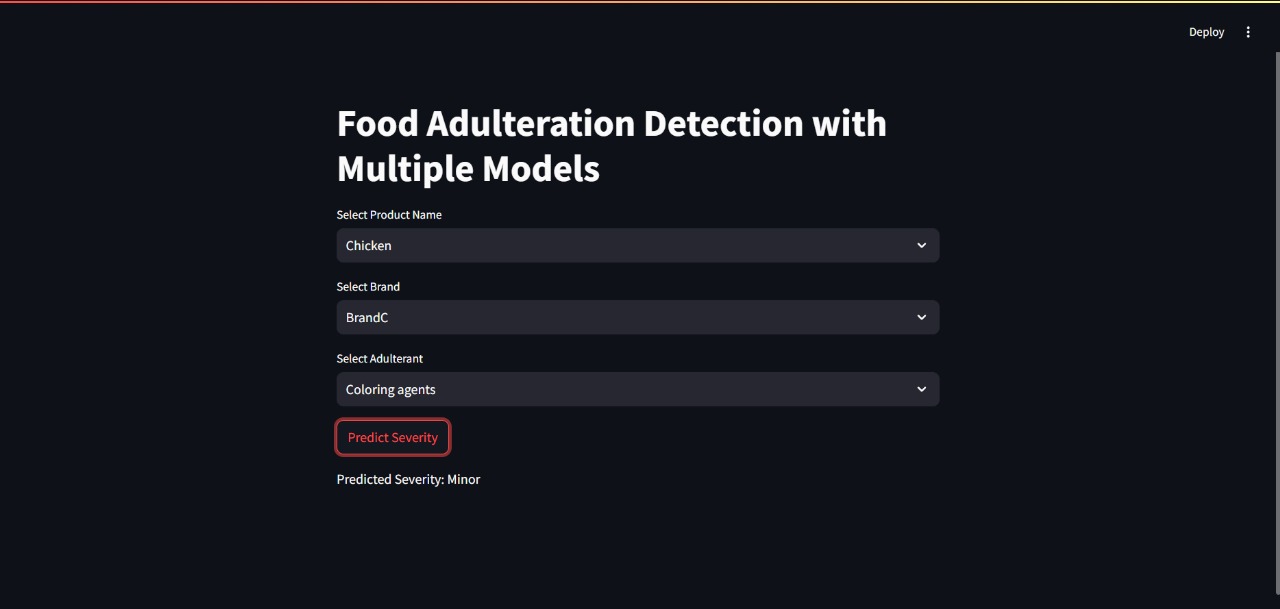 Deploy
Food Adulteration Detection with
Multiple Models
Select Product Name
Chicken
Select Brand
BrandC
Select Adulterant
Coloring agents
Predict Severity
Predicted Severity: Minor